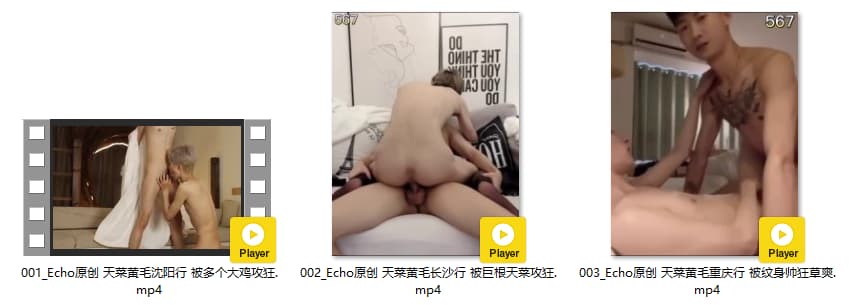 567
DO
THE THING
YOU THINK
YOU CAN
DO
567
Player
Player
Player
001_Echo原创 天菜黄毛沈阳行 被多个大鸡攻狂.
mp4
002_Echo原创 天菜黄毛长沙行 被巨根天菜攻狂.
mp4
003_Echo原创 天菜黄毛重庆行 被纹身帅狂草爽.
mp4